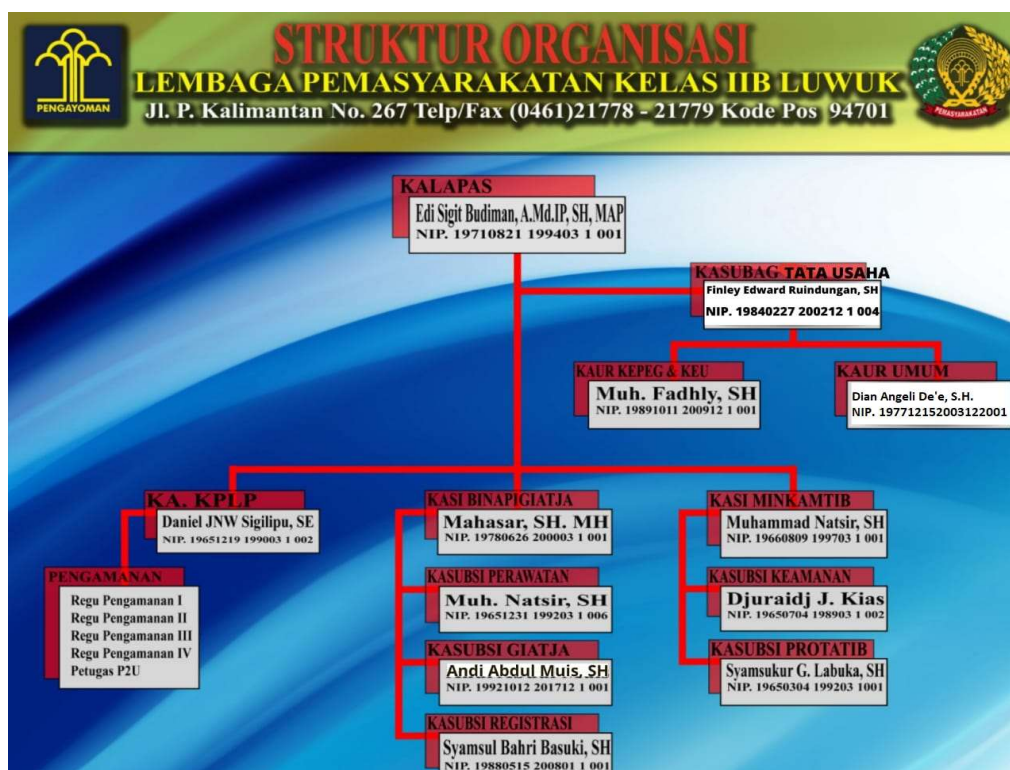 STRUKTUR ORGANISASI
LEMBAGA PEMASYARAKATAN KELAS IIB LUWUK
Jl. P. Kalimantan No. 267 Telp/Fax (0461)21778 - 21779 Kode Pos 94701
PENGAYOMAN
PEMASYARAKATAN
KALAPAS
Edi Sigit Budiman, A.Md.IP, SH, MAP
NIP. 19710821 199403 1 001
KASUBAG TATA USAHA
Finley Edward Ruindungan, SH
NIP. 19840227 200212 1 004
KAUR KEPEG & KEU
Muh. Fadhly, SH
NIP. 19891011 200912 1 001
KAUR UMUM
Dian Angeli De'e, S.H.
NIP. 197712152003122001
KA. KPLP
Daniel JNW Sigilipu, SE
NIP. 19651219 199003 1 002
PENGAMANAN
Regu Pengamanan I
Regu Pengamanan II
Regu Pengamanan III
Regu Pengamanan IV
Petugas P2U
KASI BINAPIGIATJA
Mahasar, SH. MH
NIP. 19780626 200003 1 001
KASUBSI PERAWATAN
Muh. Natsir, SH
NIP. 19651231 199203 1 006
KASUBSI GIATJA
Andi Abdul Muis, SH
NIP. 19921012 201712 1 001
KASUBSI REGISTRASI
Syamsul Bahri Basuki, SH
NIP. 19880515 200801 1 001
KASI MINKAMTIB
Muhammad Natsir, SH
NIP. 19660809 199703 1 001
KASUBSI KEAMANAN
Djuraidj J. Kias
NIP. 19650704 198903 1 002
KASUBSI PROTATIB
Syamsukur G. Labuka, SH
NIP. 19650304 199203 1001